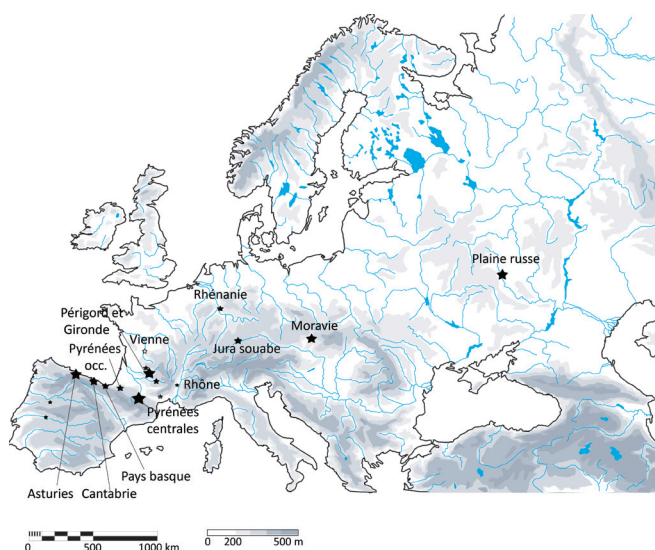 Plaine russe
Rhénanie
Périgord et
Gironde
Vienne
Moravie
Jura souabe
Pyrénées
occ.
Rhône
Pyrénées
centrales
Pays basque
Asturies
Cantabrie
0 500 1000 km
0 200 500 m